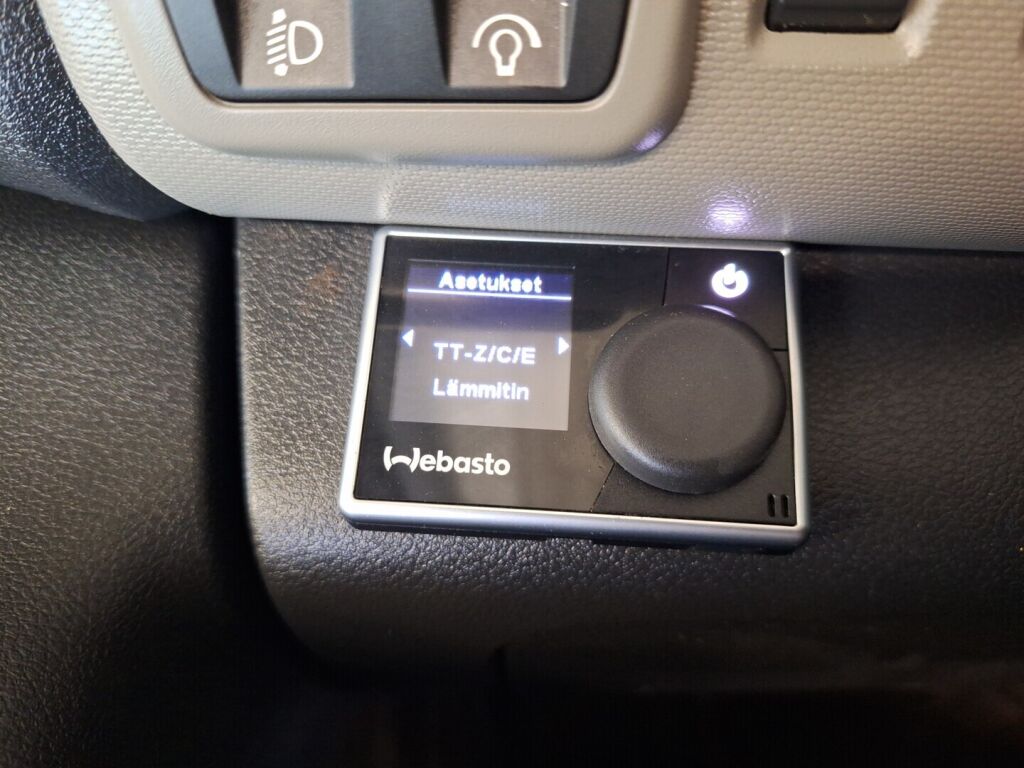 Asetukset
TT-Z/C/E
Lämmitin
Webasto